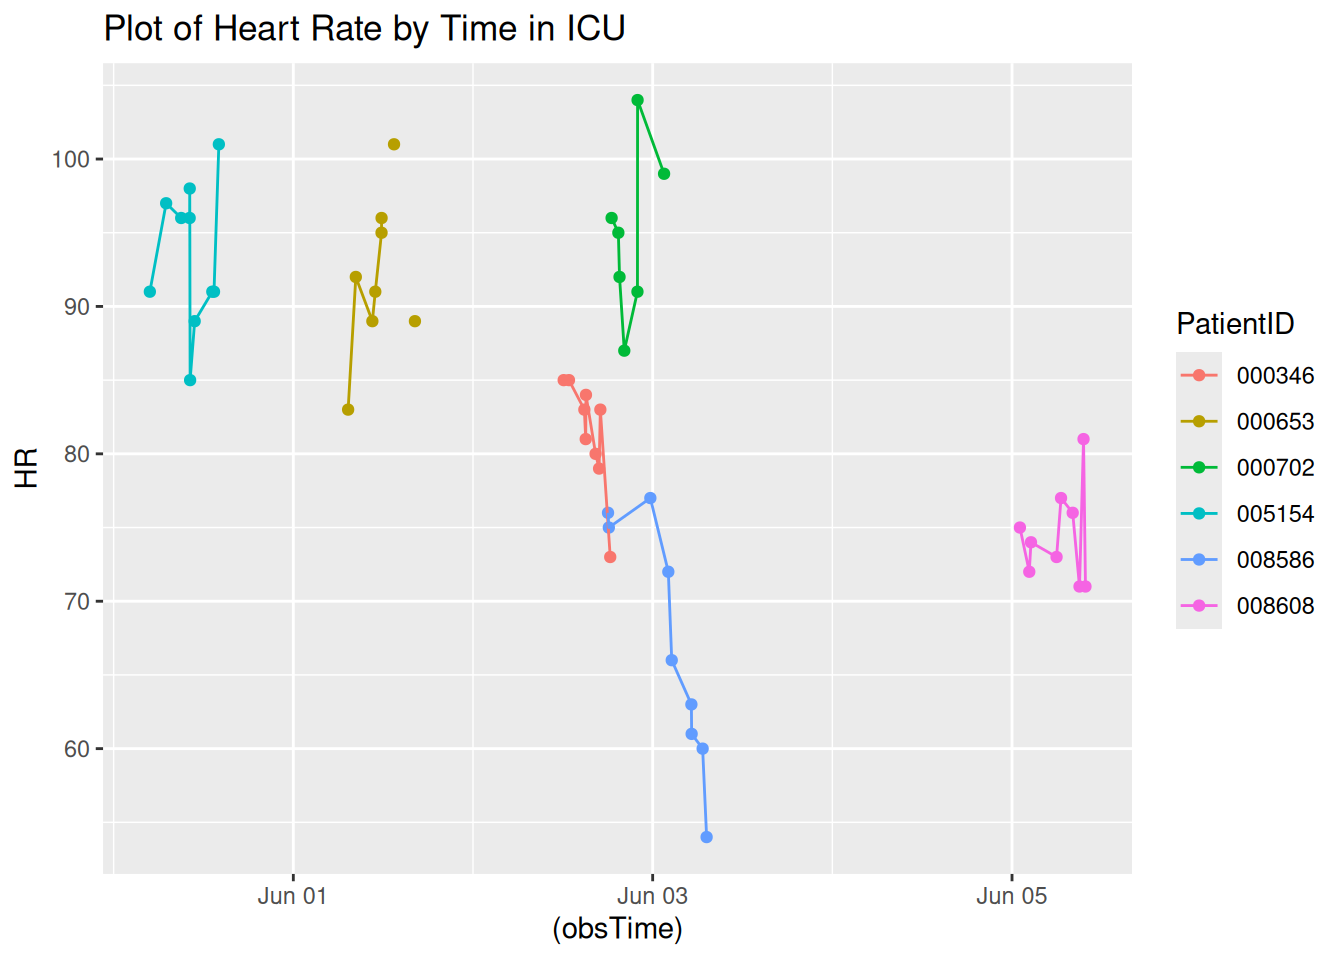 Plot of Heart Rate by Time in ICU
100
90
80
70
60
HR
Jun 01
Jun 03
Jun 05
(obsTime)
PatientID
000346
000653
000702
005154
008586
008608